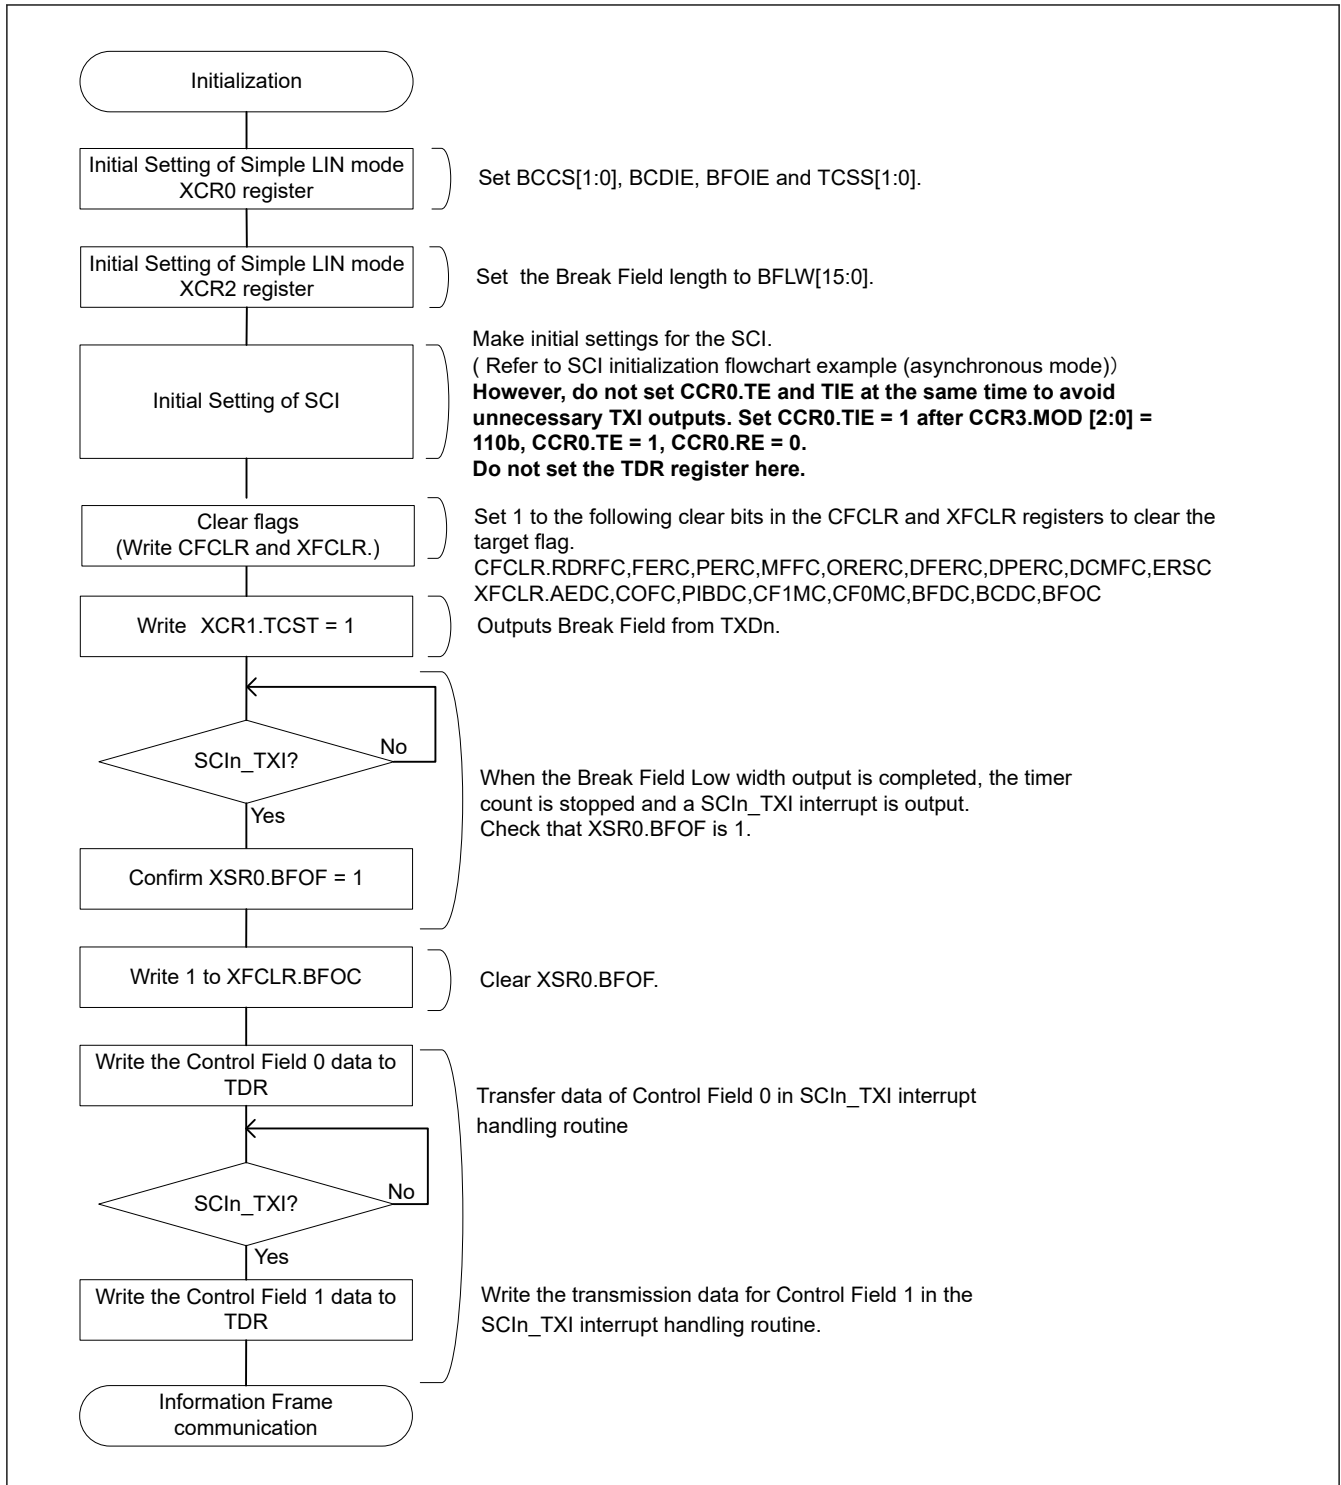 Initialization
Initial Setting of Simple LIN mode
XCR0 register
Set BCCS[1:0], BCDIE, BFOIE and TCSS[1:0].
Initial Setting of Simple LIN mode
XCR2 register
Set  the Break Field length to BFLW[15:0].
Initial Setting of SCI
Make initial settings for the SCI.
( Refer to SCI initialization flowchart example (asynchronous mode)）
However, do not set CCR0.TE and TIE at the same time to avoid
unnecessary TXI outputs. Set CCR0.TIE = 1 after CCR3.MOD [2:0] =
110b, CCR0.TE = 1, CCR0.RE = 0.
Do not set the TDR register here.
Clear flags
(Write CFCLR and XFCLR.)
Set 1 to the following clear bits in the CFCLR and XFCLR registers to clear the
target flag.
CFCLR.RDRFC,FERC,PERC,MFFC,ORERC,DFERC,DPERC,DCMFC,ERSC
XFCLR.AEDC,COFC,PIBDC,CF1MC,CF0MC,BFDC,BCDC,BFOC
Write  XCR1.TCST = 1
Outputs Break Field from TXDn.
SCIn_TXI?
No
Yes
When the Break Field Low width output is completed, the timer
count is stopped and a SCIn_TXI interrupt is output.
Check that XSR0.BFOF is 1.
Confirm XSR0.BFOF = 1
Write 1 to XFCLR.BFOC
Clear XSR0.BFOF.
Write the Control Field 0 data to
TDR
Transfer data of Control Field 0 in SCIn_TXI interrupt
handling routine
SCIn_TXI?
No
Yes
Write the Control Field 1 data to
TDR
Write the transmission data for Control Field 1 in the
SCIn_TXI interrupt handling routine.
Information Frame
communication